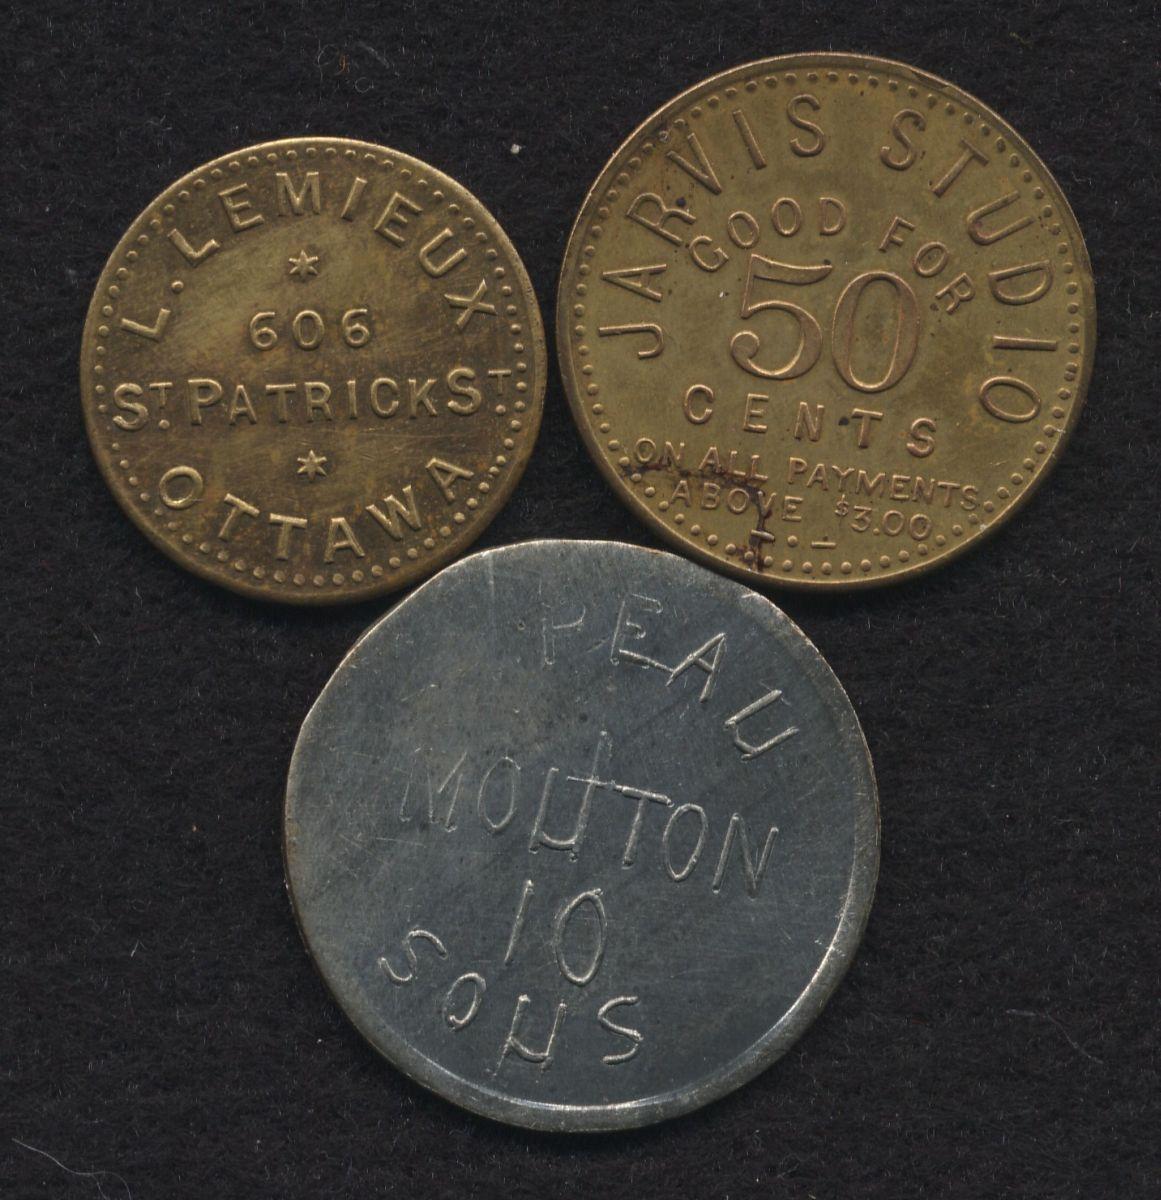 L. LEMIEUX
606
ST. PATRICK ST.
OTTAWA
JARVIS STUDIO
GOOD FOR
50
CENTS
ON ALL PAYMENTS
ABOVE $3.00
PEAU
MOUTON
10
SOUS